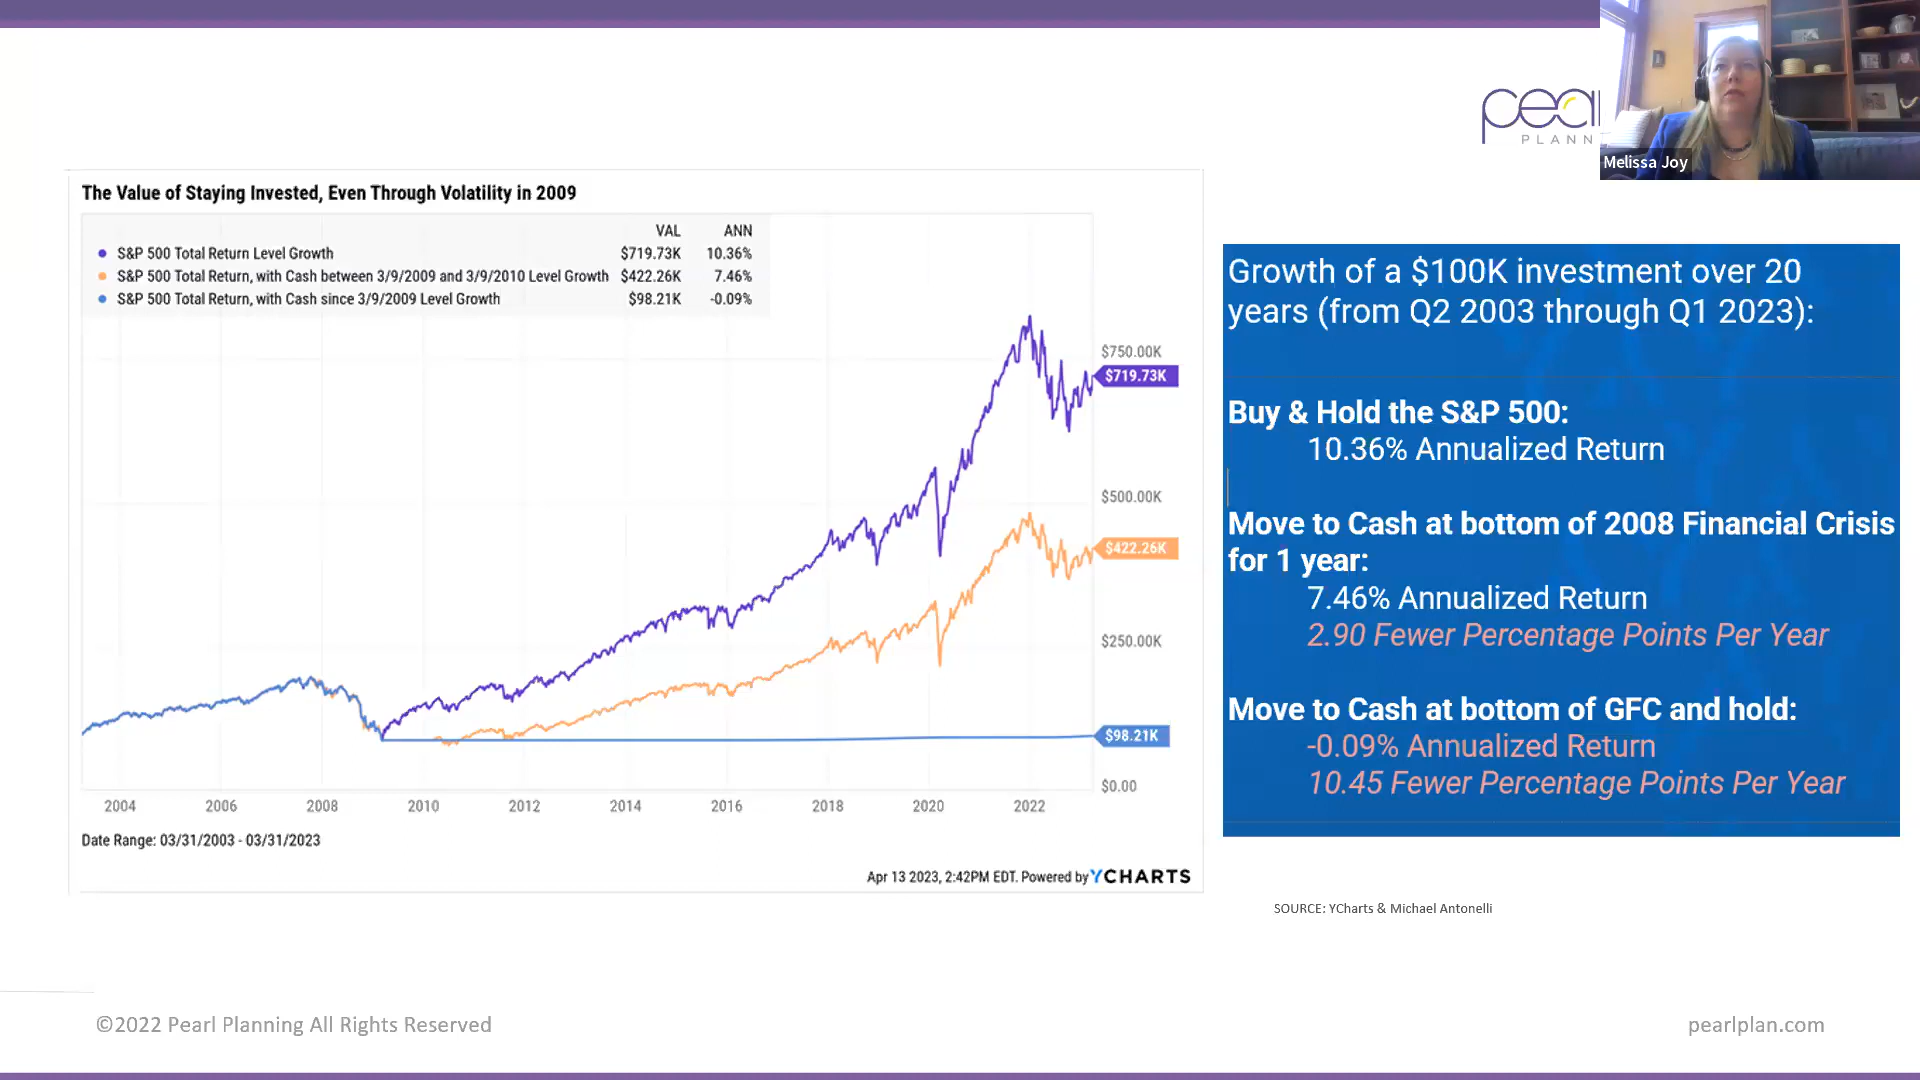 pea
PLANN
Melissa Joy
The Value of Staying Invested, Even Through Volatility in 2009
VAL ANN
S&P 500 Total Return Level Growth $719.73K 10.36%
S&P 500 Total Return, with Cash between 3/9/2009 and 3/9/2010 Level Growth $422.26K 7.46%
S&P 500 Total Return, with Cash since 3/9/2009 Level Growth $98.21K -0.09%
$750.00K
$719.73K
$500.00K
$422.26K
$250.00K
$98.21K
$0.00
2004 2006 2008 2010 2012 2014 2016 2018 2020 2022
Date Range: 03/31/2003 - 03/31/2023
Apr 13 2023, 2:42PM EDT. Powered by YCHARTS
Growth of a $100K investment over 20
years (from Q2 2003 through Q1 2023):
Buy & Hold the S&P 500:
10.36% Annualized Return
Move to Cash at bottom of 2008 Financial Crisis
for 1 year:
7.46% Annualized Return
2.90 Fewer Percentage Points Per Year
Move to Cash at bottom of GFC and hold:
-0.09% Annualized Return
10.45 Fewer Percentage Points Per Year
SOURCE: YCharts & Michael Antonelli
©2022 Pearl Planning All Rights Reserved
pearlplan.com